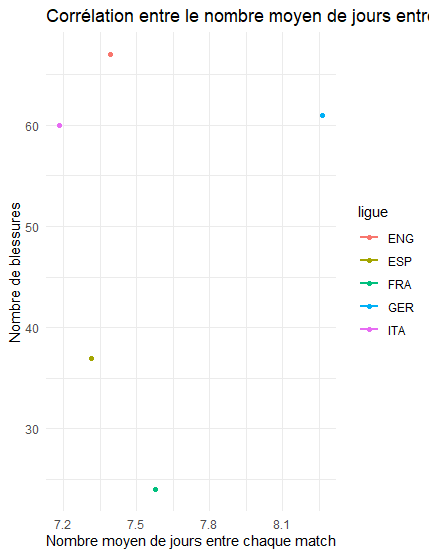 Corrélation entre le nombre moyen de jours entre
60
50
40
30
Nombre de blessures
7.2 7.5 7.8 8.1
Nombre moyen de jours entre chaque match
ligue
ENG
ESP
FRA
GER
ITA